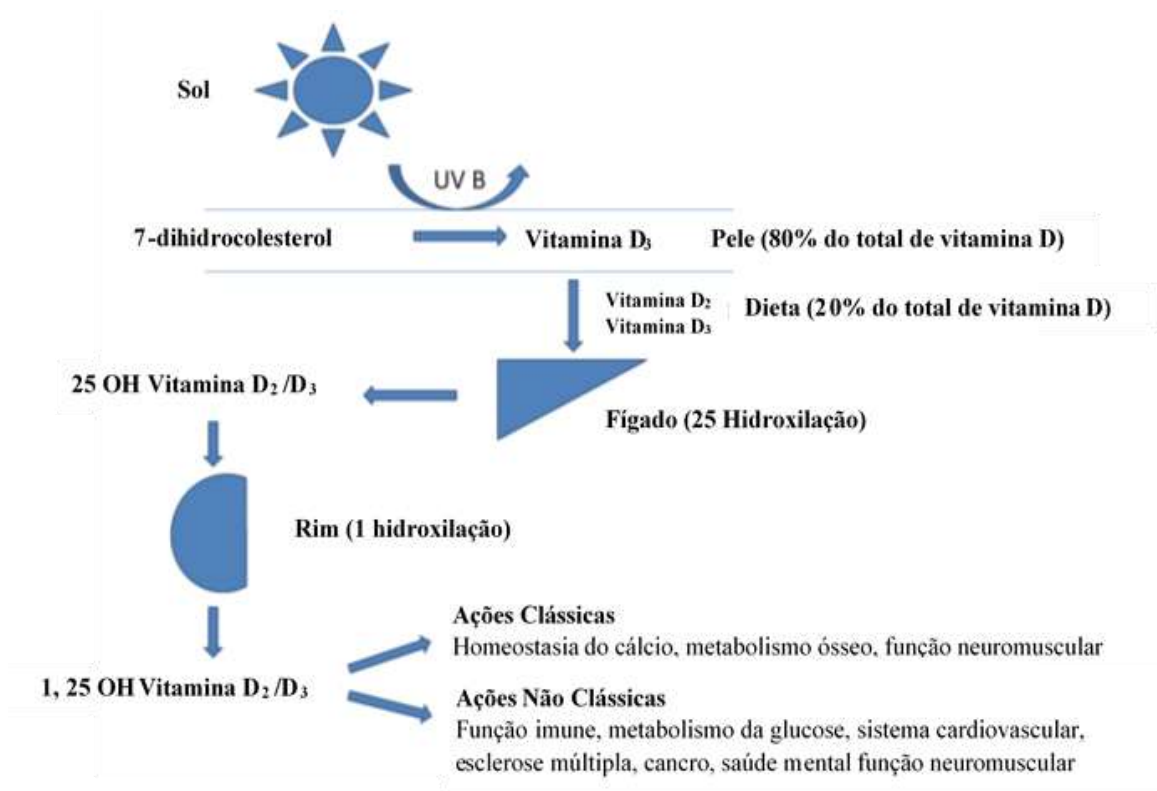 Sol
UV B
7-dihidrocolesterol
Vitamina D₃
Pele (80% do total de vitamina D)
Vitamina D₂
Vitamina D₃
Dieta (20% do total de vitamina D)
25 OH Vitamina D₂ /D₃
Fígado (25 Hidroxilação)
Rim (1 hidroxilação)
Ações Clássicas
Homeostasia do cálcio, metabolismo ósseo, função neuromuscular
1, 25 OH Vitamina D₂ /D₃
Ações Não Clássicas
Função imune, metabolismo da glucose, sistema cardiovascular,
esclerose múltipla, cancro, saúde mental função neuromuscular